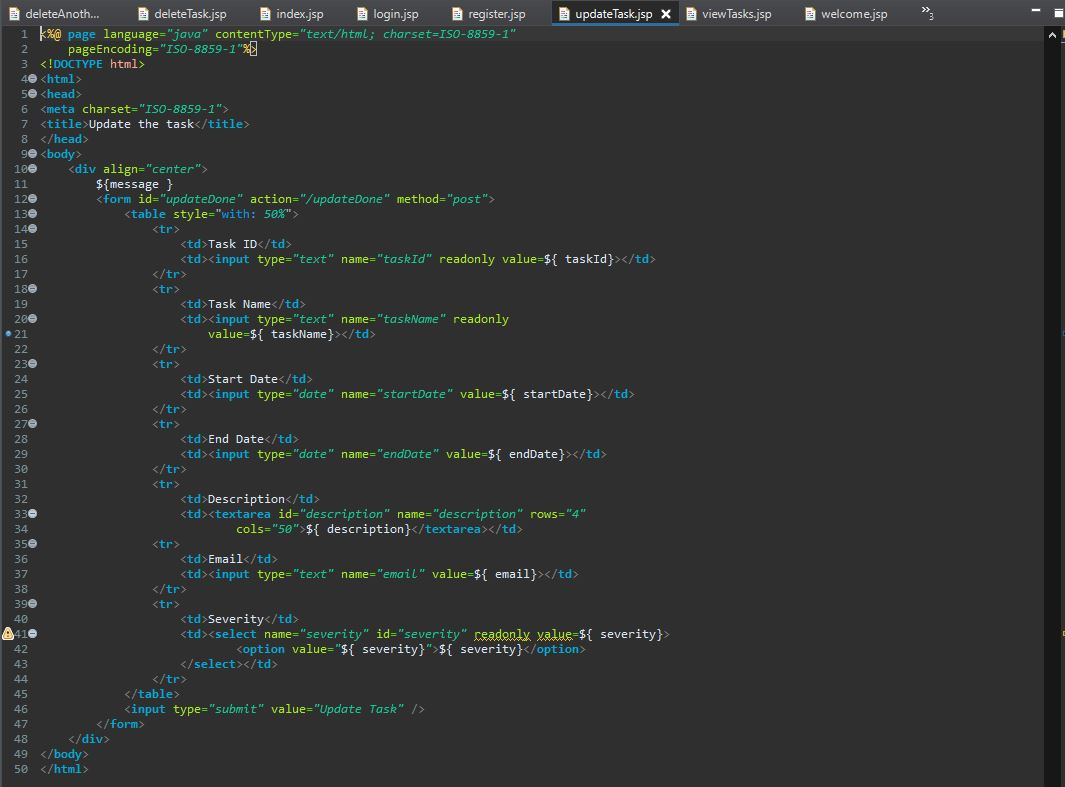 deleteAnoth... deleteTask.jsp index.jsp login.jsp register.jsp updateTask.jsp viewTasks.jsp welcome.jsp »3
1 <%@ page language="java" contentType="text/html; charset=ISO-8859-1"
2     pageEncoding="ISO-8859-1"%>
3 <!DOCTYPE html>
4 <html>
5 <head>
6 <meta charset="ISO-8859-1">
7 <title>Update the task</title>
8 </head>
9 <body>
10     <div align="center">
11         ${message }
12         <form id="updateDone" action="/updateDone" method="post">
13             <table style="with: 50%">
14                 <tr>
15                     <td>Task ID</td>
16                     <td><input type="text" name="taskId" readonly value=${ taskId}></td>
17                 </tr>
18                 <tr>
19                     <td>Task Name</td>
20                     <td><input type="text" name="taskName" readonly
21                         value=${ taskName}></td>
22                 </tr>
23                 <tr>
24                     <td>Start Date</td>
25                     <td><input type="date" name="startDate" value=${ startDate}></td>
26                 </tr>
27                 <tr>
28                     <td>End Date</td>
29                     <td><input type="date" name="endDate" value=${ endDate}></td>
30                 </tr>
31                 <tr>
32                     <td>Description</td>
33                     <td><textarea id="description" name="description" rows="4"
34                             cols="50">${ description}</textarea></td>
35                 <tr>
36                     <td>Email</td>
37                     <td><input type="text" name="email" value=${ email}></td>
38                 </tr>
39                 <tr>
40                     <td>Severity</td>
41                     <td><select name="severity" id="severity" readonly value=${ severity}>
42                             <option value="${ severity}">${ severity}</option>
43                     </select></td>
44                 </tr>
45             </table>
46             <input type="submit" value="Update Task" />
47         </form>
48     </div>
49 </body>
50 </html>